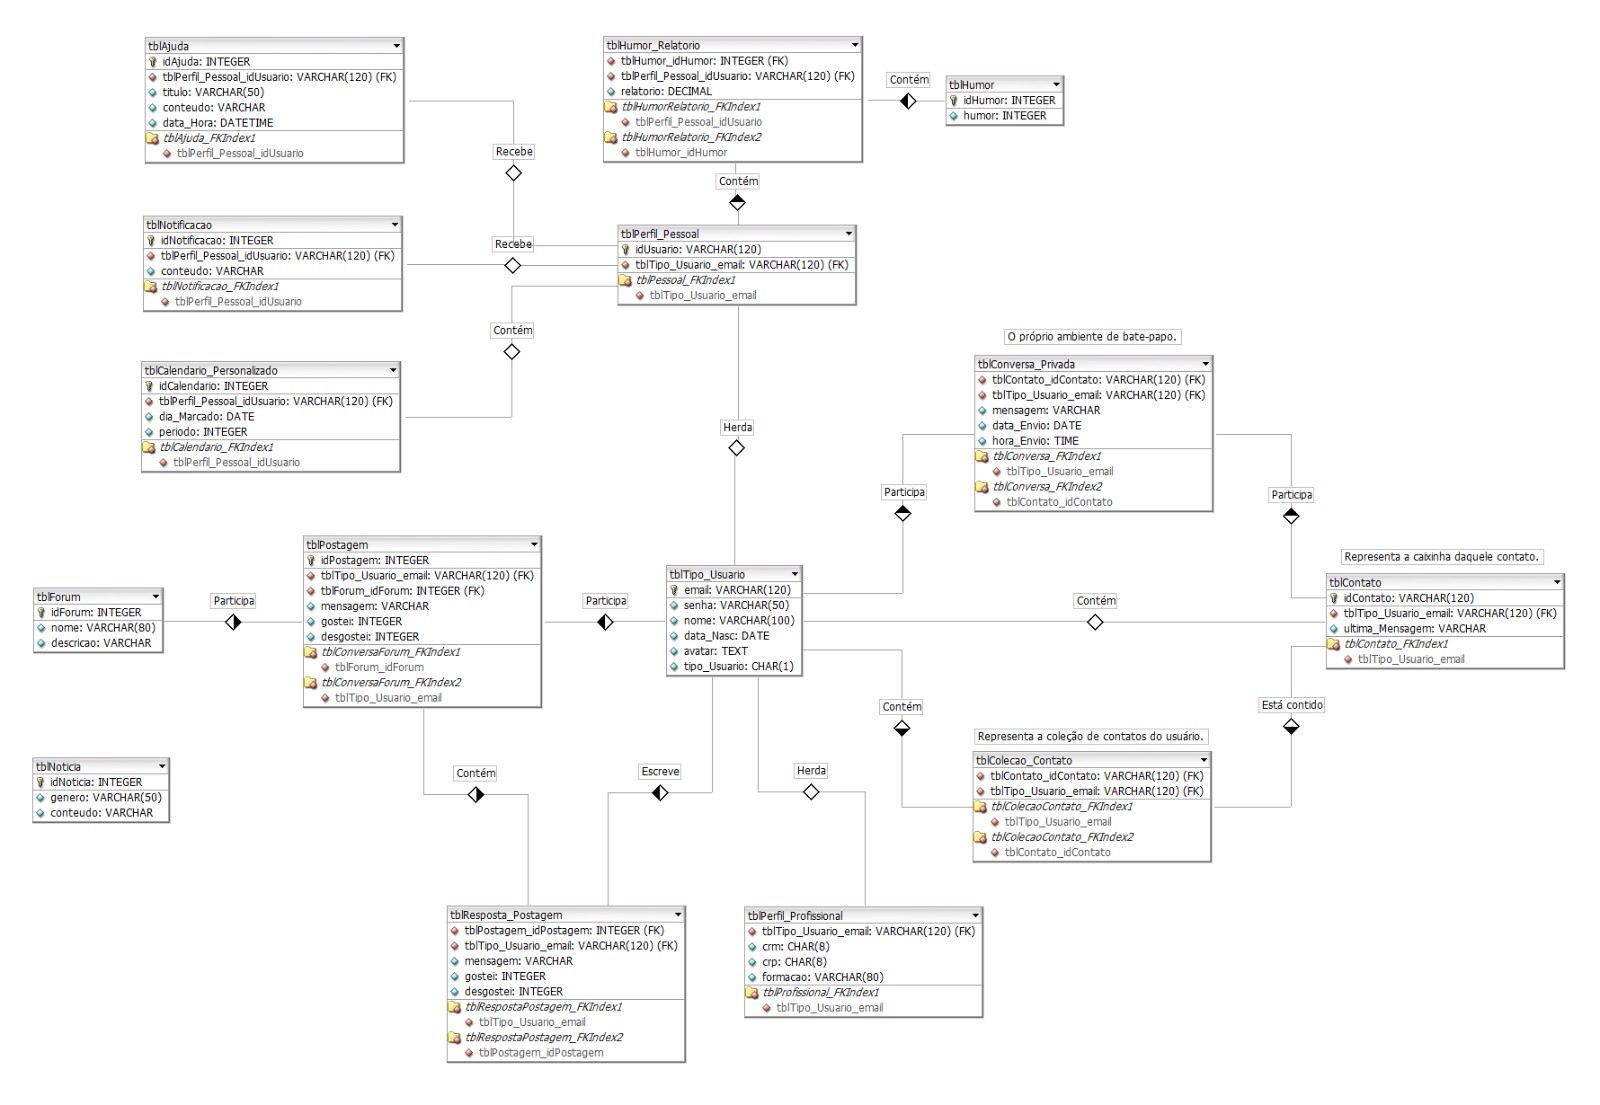 tblAjuda
idAjuda: INTEGER
tblPerfil_Pessoal_idUsuario: VARCHAR(120) (FK)
titulo: VARCHAR(50)
conteudo: VARCHAR
data_Hora: DATETIME
tblAjuda_FKIndex1
tblPerfil_Pessoal_idUsuario
tblHumor_Relatorio
tblHumor_idHumor: INTEGER (FK)
tblPerfil_Pessoal_idUsuario: VARCHAR(120) (FK)
relatorio: DECIMAL
tblHumorRelatorio_FKIndex1
tblPerfil_Pessoal_idUsuario
tblHumorRelatorio_FKIndex2
tblHumor_idHumor
Contém
tblHumor
idHumor: INTEGER
humor: INTEGER
Recebe
Contém
tblNotificacao
idNotificacao: INTEGER
tblPerfil_Pessoal_idUsuario: VARCHAR(120) (FK)
conteudo: VARCHAR
tblNotificacao_FKIndex1
tblPerfil_Pessoal_idUsuario
Recebe
tblPerfil_Pessoal
idUsuario: VARCHAR(120)
tblTipo_Usuario_email: VARCHAR(120) (FK)
tblPessoal_FKIndex1
tblTipo_Usuario_email
Contém
tblCalendario_Personalizado
idCalendario: INTEGER
tblPerfil_Pessoal_idUsuario: VARCHAR(120) (FK)
dia_Marcado: DATE
periodo: INTEGER
tblCalendario_FKIndex1
tblPerfil_Pessoal_idUsuario
Herda
O próprio ambiente de bate-papo.
tblConversa_Privada
tblContato_idContato: VARCHAR(120) (FK)
tblTipo_Usuario_email: VARCHAR(120) (FK)
mensagem: VARCHAR
data_Envio: DATE
hora_Envio: TIME
tblConversa_FKIndex1
tblTipo_Usuario_email
tblConversa_FKIndex2
tblContato_idContato
Participa
Participa
tblForum
idForum: INTEGER
nome: VARCHAR(80)
descricao: VARCHAR
Participa
tblPostagem
idPostagem: INTEGER
tblTipo_Usuario_email: VARCHAR(120) (FK)
tblForum_idForum: INTEGER (FK)
mensagem: VARCHAR
gostei: INTEGER
desgostei: INTEGER
tblConversaForum_FKIndex1
tblForum_idForum
tblConversaForum_FKIndex2
tblTipo_Usuario_email
Participa
tblTipo_Usuario
email: VARCHAR(120)
senha: VARCHAR(50)
nome: VARCHAR(100)
data_Nasc: DATE
avatar: TEXT
tipo_Usuario: CHAR(1)
Contém
Representa a caixinha daquele contato.
tblContato
idContato: VARCHAR(120)
tblTipo_Usuario_email: VARCHAR(120) (FK)
ultima_Mensagem: VARCHAR
tblContato_FKIndex1
tblTipo_Usuario_email
Contém
Está contido
Representa a coleção de contatos do usuário.
tblColecao_Contato
tblContato_idContato: VARCHAR(120) (FK)
tblTipo_Usuario_email: VARCHAR(120) (FK)
tblColecaoContato_FKIndex1
tblTipo_Usuario_email
tblColecaoContato_FKIndex2
tblContato_idContato
tblNoticia
idNoticia: INTEGER
genero: VARCHAR(50)
conteudo: VARCHAR
Contém
Escreve
Herda
tblResposta_Postagem
tblPostagem_idPostagem: INTEGER (FK)
tblTipo_Usuario_email: VARCHAR(120) (FK)
mensagem: VARCHAR
gostei: INTEGER
desgostei: INTEGER
tblRespostaPostagem_FKIndex1
tblTipo_Usuario_email
tblRespostaPostagem_FKIndex2
tblPostagem_idPostagem
tblPerfil_Profissional
tblTipo_Usuario_email: VARCHAR(120) (FK)
crm: CHAR(8)
crp: CHAR(8)
formacao: VARCHAR(80)
tblProfissional_FKIndex1
tblTipo_Usuario_email